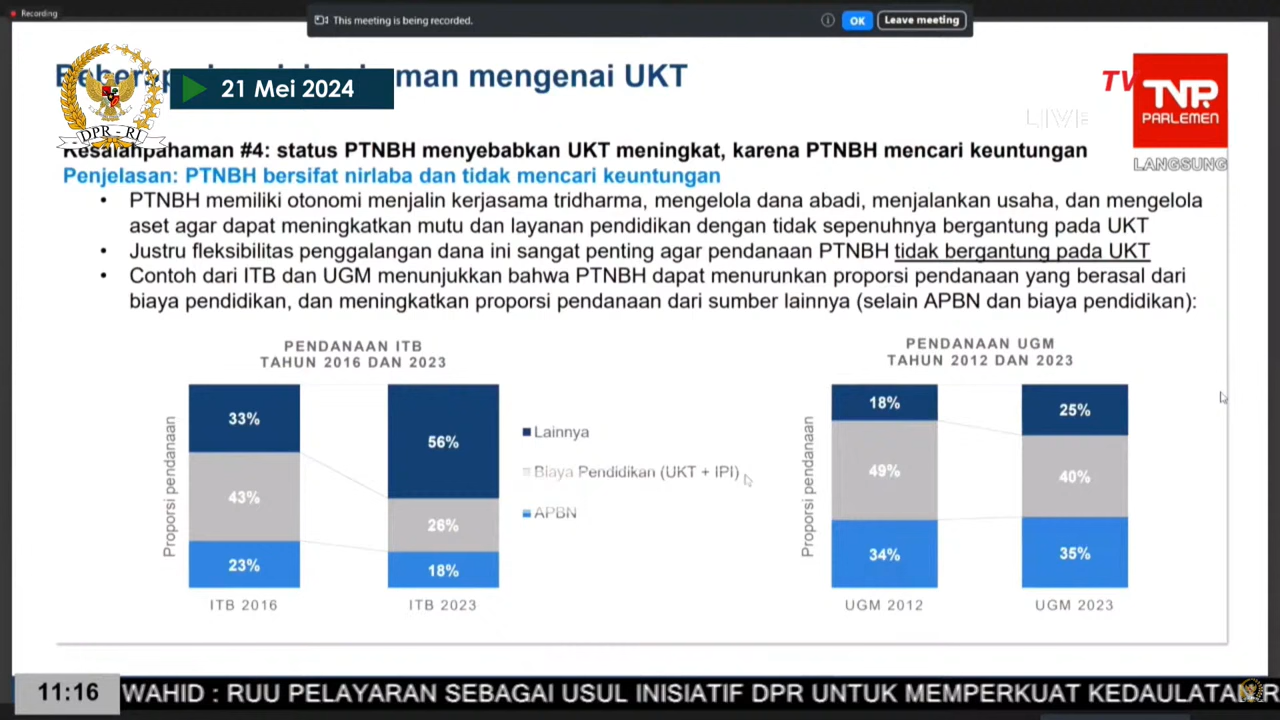 Recording
This meeting is being recorded.
OK
Leave meeting
mengenai UKT
21 Mei 2024
DPR - RI
TV
TVP
PARLEMEN
LIVE
LANGSUNG
Kesalahpahaman #4: status PTNBH menyebabkan UKT meningkat, karena PTNBH mencari keuntungan
Penjelasan: PTNBH bersifat nirlaba dan tidak mencari keuntungan
• PTNBH memiliki otonomi menjalin kerjasama tridharma, mengelola dana abadi, menjalankan usaha, dan mengelola
aset agar dapat meningkatkan mutu dan layanan pendidikan dengan tidak sepenuhnya bergantung pada UKT
• Justru fleksibilitas penggalangan dana ini sangat penting agar pendanaan PTNBH tidak bergantung pada UKT
• Contoh dari ITB dan UGM menunjukkan bahwa PTNBH dapat menurunkan proporsi pendanaan yang berasal dari
biaya pendidikan, dan meningkatkan proporsi pendanaan dari sumber lainnya (selain APBN dan biaya pendidikan):
PENDANAAN ITB
TAHUN 2016 DAN 2023
Proporsi pendanaan
33%
43%
23%
56%
26%
18%
ITB 2016
ITB 2023
Lainnya
Biaya Pendidikan (UKT + IPI)
APBN
PENDANAAN UGM
TAHUN 2012 DAN 2023
Proporsi pendanaan
18%
49%
34%
25%
40%
35%
UGM 2012
UGM 2023
11:16
WAHID : RUU PELAYARAN SEBAGAI USUL INISIATIF DPR UNTUK MEMPERKUAT KEDAULATAN